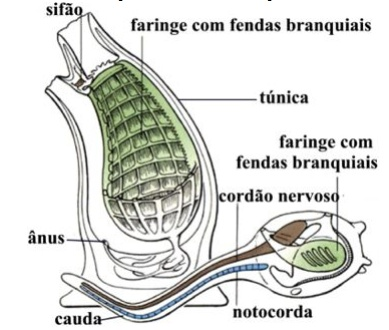 sifão
faringe com fendas branquiais
túnica
faringe com
fendas branquiais
cordão nervoso
ânus
notocorda
cauda